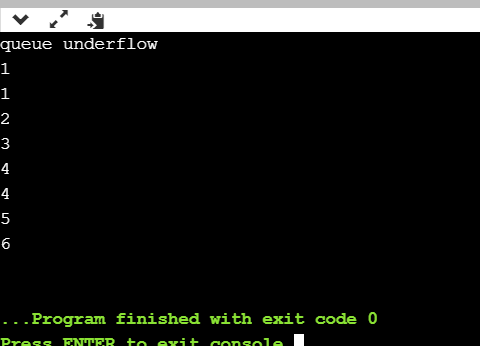 queue underflow
1
1
2
3
4
4
5
6
...Program finished with exit code 0
Press ENTER to exit console.